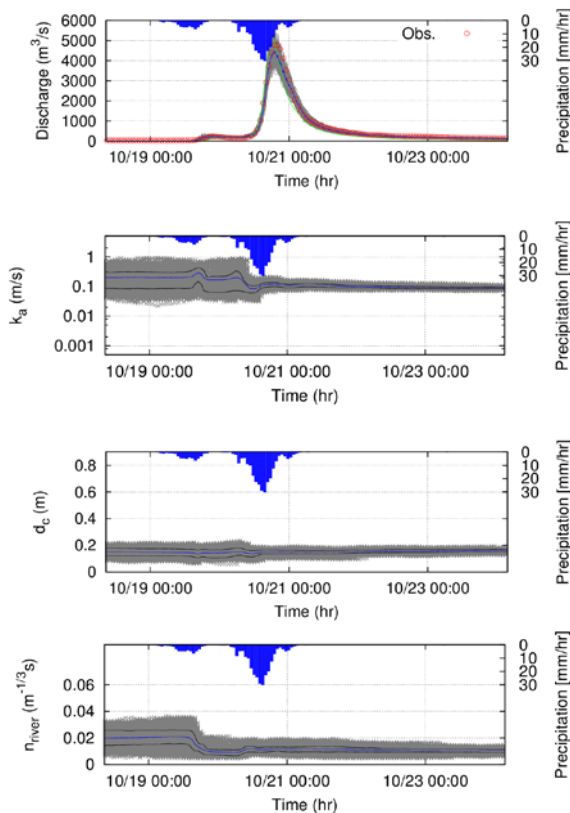 6000
5000
4000
3000
2000
1000
0
Discharge (m³/s)
Obs.
0
10
20
30
Precipitation [mm/hr]
10/19 00:00 10/21 00:00 10/23 00:00
Time (hr)
1
0.1
0.01
0.001
kₐ (m/s)
0
10
20
30
Precipitation [mm/hr]
10/19 00:00 10/21 00:00 10/23 00:00
Time (hr)
0.8
0.6
0.4
0.2
0
d_c (m)
0
10
20
30
Precipitation [mm/hr]
10/19 00:00 10/21 00:00 10/23 00:00
Time (hr)
0.06
0.04
0.02
0
n_river (m^-1/3 s)
0
10
20
30
Precipitation [mm/hr]
10/19 00:00 10/21 00:00 10/23 00:00
Time (hr)